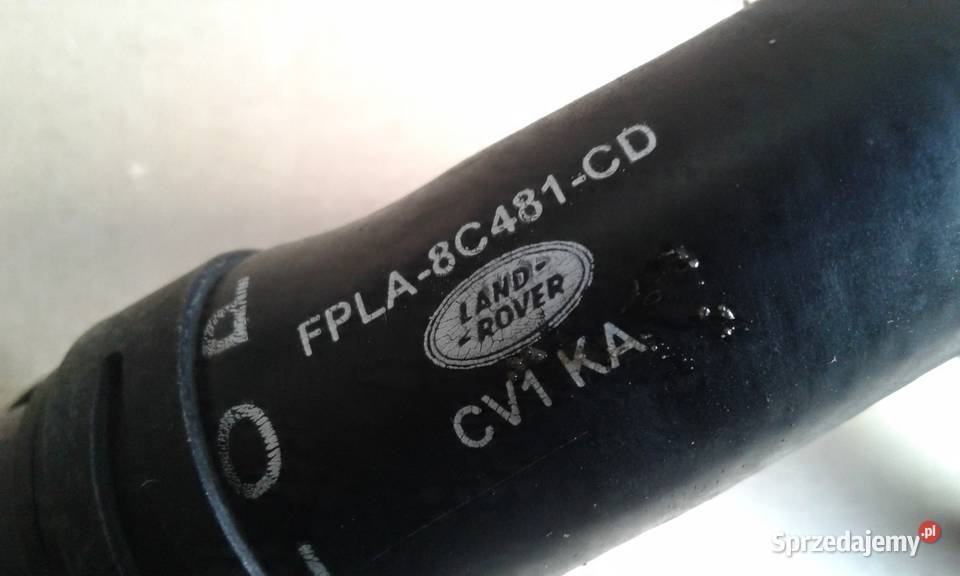 FPLA-8C481-CD
LAND-
-ROVER
CV1 KA
Sprzedajemy.pl